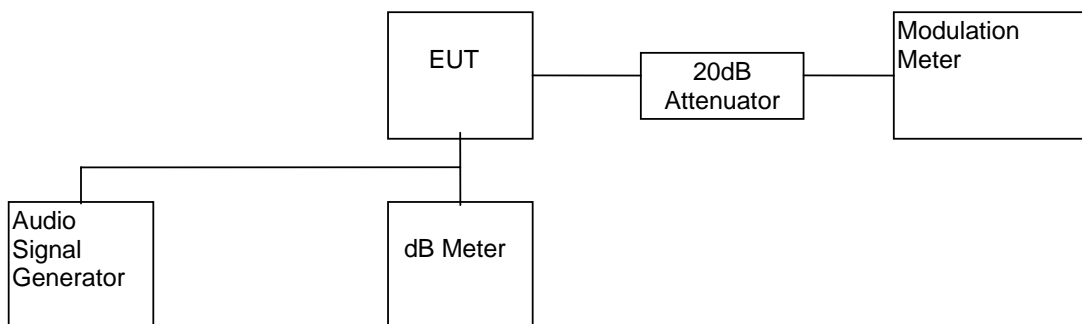 EUT
20dB
Attenuator
Modulation
Meter
Audio
Signal
Generator
dB Meter